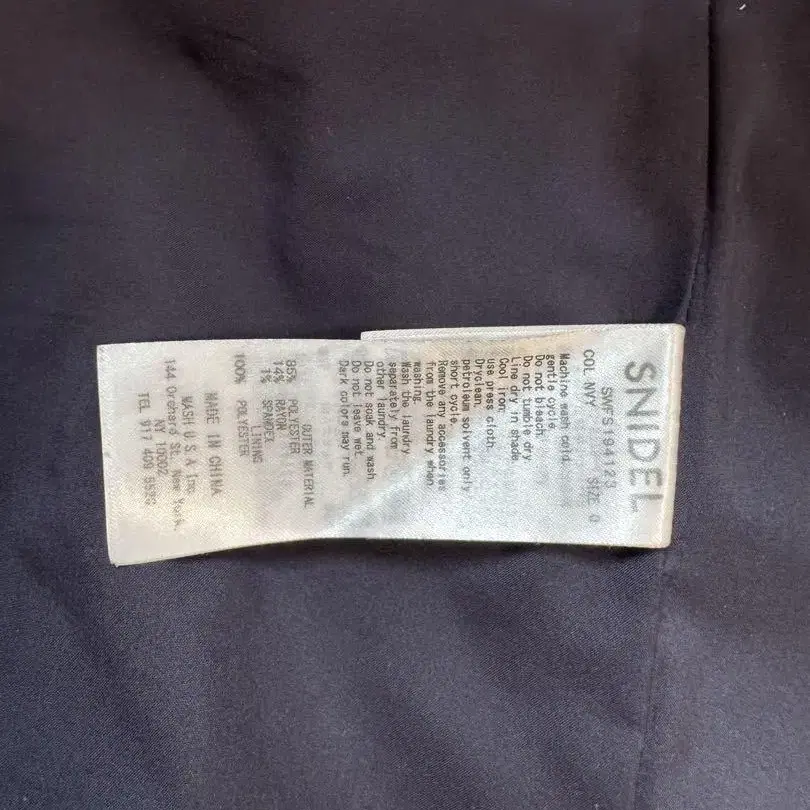 SNIDEL
SWFS194123
COL NVY SIZE 0
Machine wash cold
gentle cycle.
Do not bleach
Do not tumble dry
Line dry in shade
Cool iron.
use press cloth
Dryclean
petroleum solvent only
short cycle.
Remove any accessories
from the laundry when
washing.
Wash the laundry
separately from
other laundry.
Do not soak and wash
Do not leave wet.
Dark colors may run.
OUTER MATERIAL
85% POLYESTER
14% RAYON
1% SPANDEX
LINING
100% POLYESTER
MADE IN CHINA
MASH U S A Inc.
144 Orchard St. New York,
NY 10002
TEL 917 409